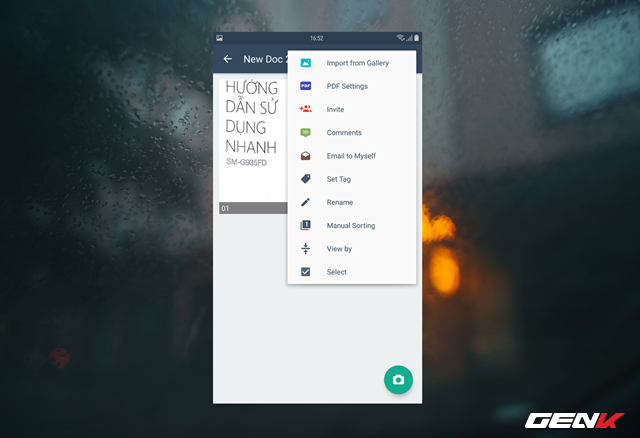 16:52
New Doc 2
Import from Gallery
PDF
PDF Settings
Invite
Comments
Email to Myself
Set Tag
Rename
1
Manual Sorting
View by
Select
HƯỚNG
DẪN SỬ
DỤNG
NHANH
SM-G935FD
01
GENK